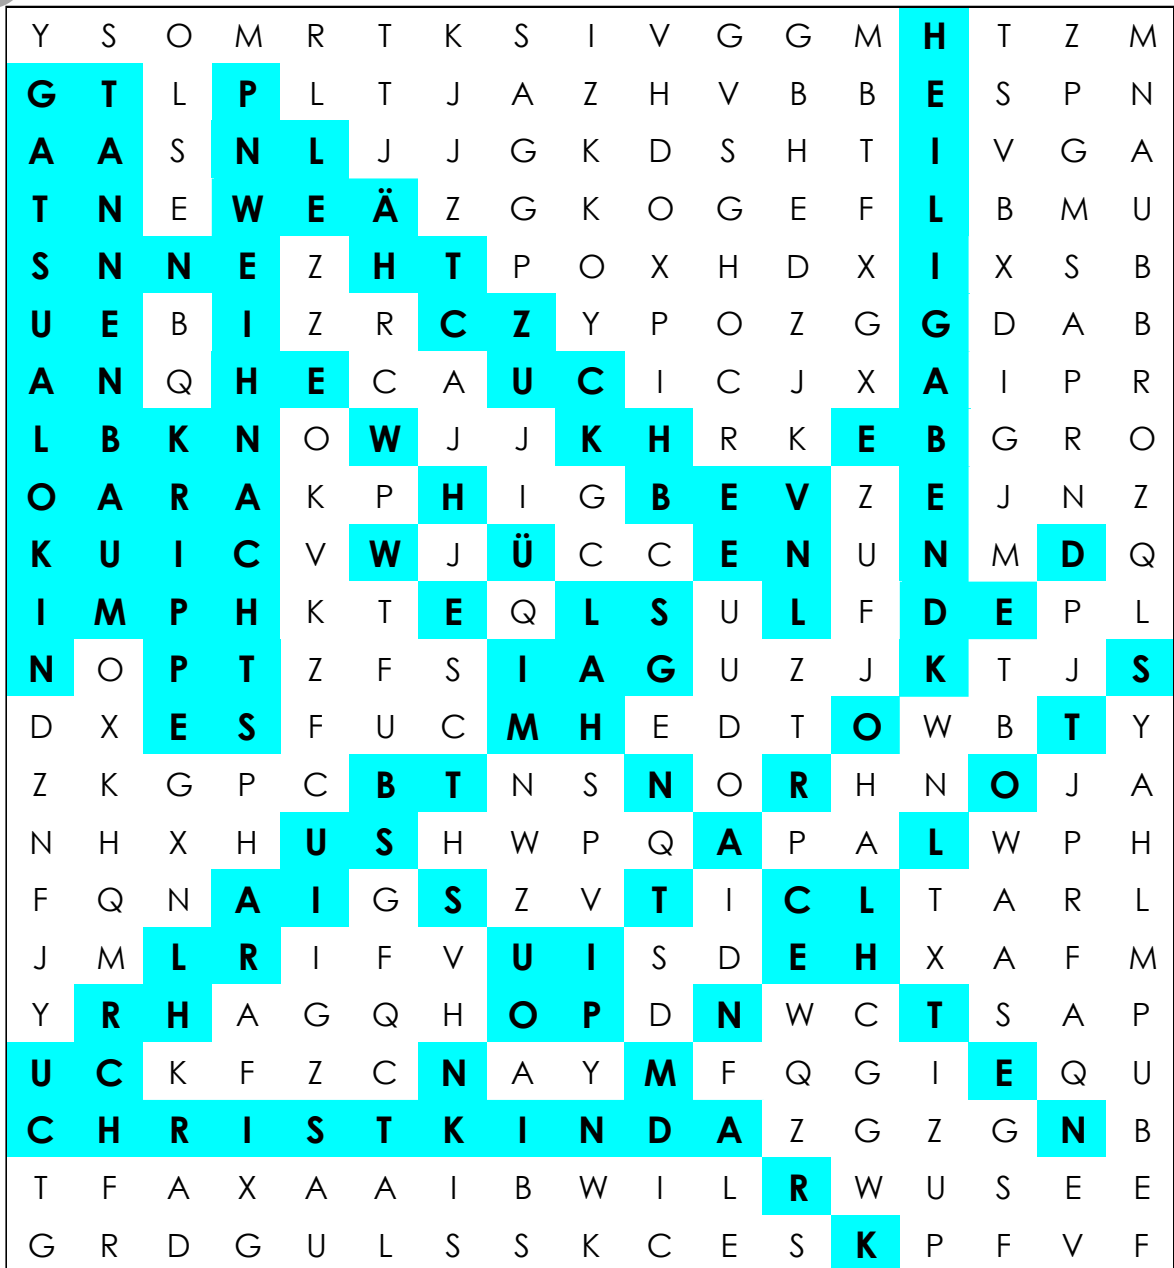 Y S O M R T K S I V G G M H T Z M
G T L P L T J A Z H V B B E S P N
A A S N L J J G K D S H T I V G A
T N E W E Ä Z G K O G E F L B M U
S N N E Z H T P O X H D X I X S B
U E B I Z R C Z Y P O Z G G D A B
A N Q H E C A U C I C J X A I P R
L B K N O W J J K H R K E B G R O
O A R A K P H I G B E V Z E J N Z
K U I C V W J Ü C C E N U N M D Q
I M P H K T E Q L S U L F D E P L
N O P T Z F S I A G U Z J K T J S
D X E S F U C M H E D T O W B T Y
Z K G P C B T N S N O R H N O J A
N H X H U S H W P Q A P A L W P H
F Q N A I G S Z V T I C L T A R L
J M L R I F V U I S D E H X A F M
Y R H A G Q H O P D N W C T S A P
U C K F Z C N A Y M F Q G I E Q U
C H R I S T K I N D A Z G Z G N B
T F A X A A I B W I L R W U S E E
G R D G U L S S K C E S K P F V F